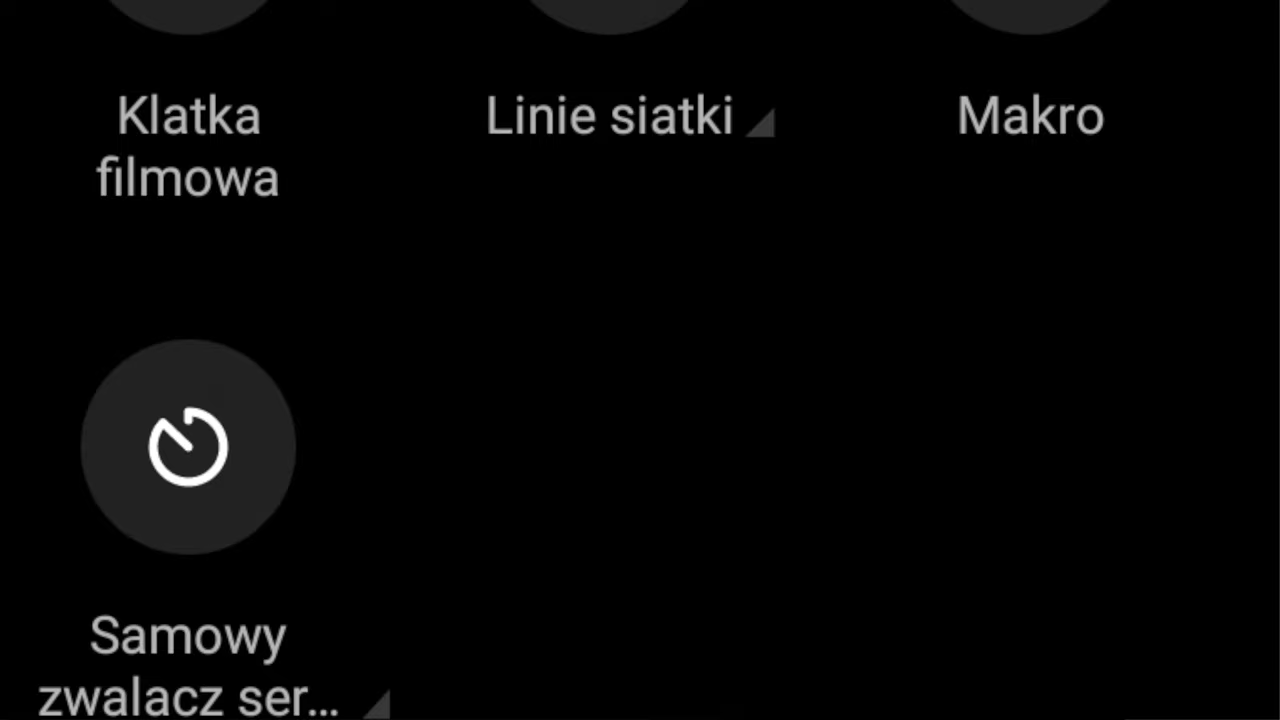 Klatka
filmowa
Linie siatki
Makro
Samowy
zwalacz ser...